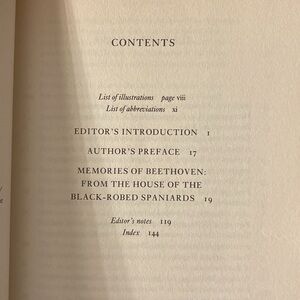 CONTENTS
List of illustrations page viii
List of abbreviations xi
EDITOR'S INTRODUCTION 1
AUTHOR'S PREFACE 17
MEMORIES OF BEETHOVEN:
FROM THE HOUSE OF THE
BLACK-ROBED SPANIARDS 19
Editor's notes 119
Index 144